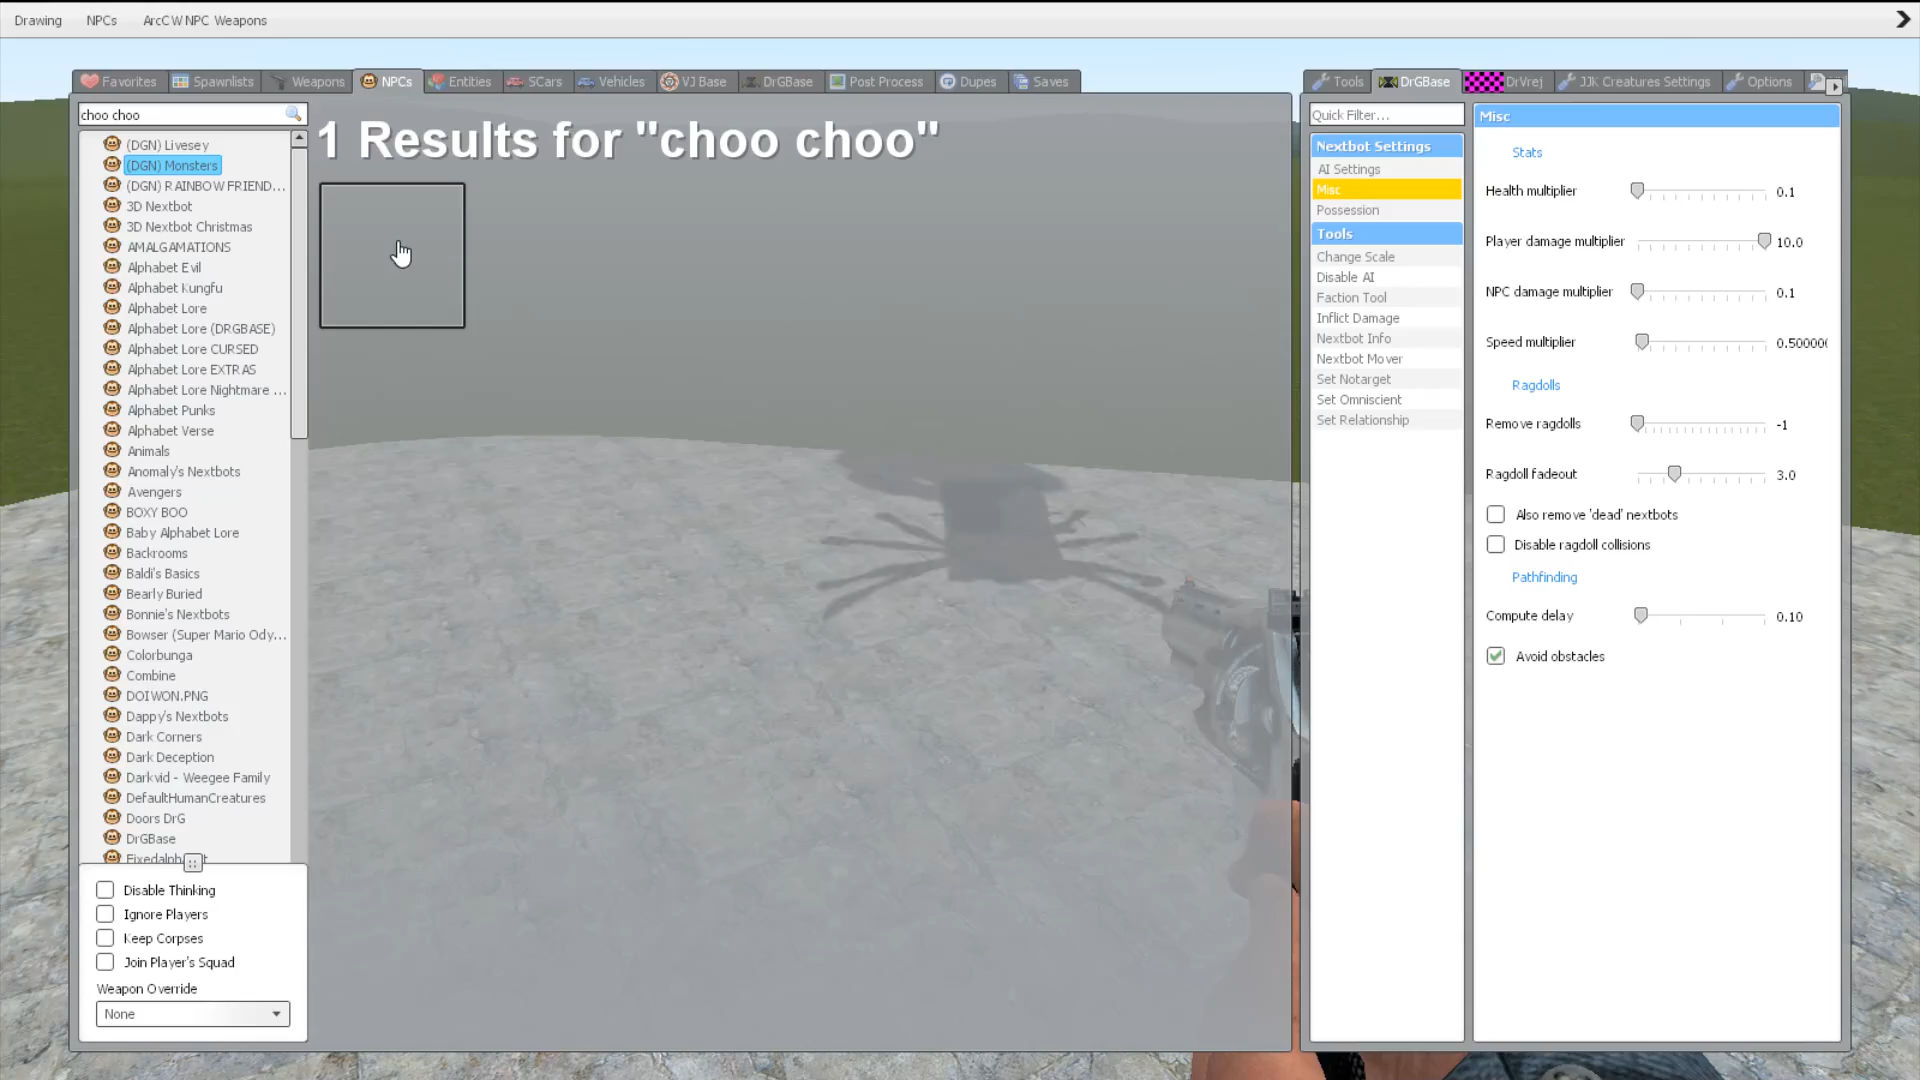 Drawing NPCs ArcCW NPC Weapons
Favorites Spawnlists Weapons NPCs Entities SCars Vehicles VJ Base DrGBase Post Process Dupes Saves
choo choo
(DGN) Livesey
(DGN) Monsters
(DGN) RAINBOW FRIEND...
3D Nextbot
3D Nextbot Christmas
AMALGAMATIONS
Alphabet Evil
Alphabet Kungfu
Alphabet Lore
Alphabet Lore (DRGBASE)
Alphabet Lore CURSED
Alphabet Lore EXTRAS
Alphabet Lore Nightmare ...
Alphabet Punks
Alphabet Verse
Animals
Anomaly's Nextbots
Avengers
BOXY BOO
Baby Alphabet Lore
Backrooms
Baldi's Basics
Bearly Buried
Bonnie's Nextbots
Bowser (Super Mario Ody...
Colorbunga
Combine
DOIWON.PNG
Dappy's Nextbots
Dark Corners
Dark Deception
Darkvid - Weegee Family
DefaultHumanCreatures
Doors DrG
DrGBase
Disable Thinking
Ignore Players
Keep Corpses
Join Player's Squad
Weapon Override
None
1 Results for "choo choo"
Tools DrGBase DrVrej JJK Creatures Settings Options
Quick Filter...
Nextbot Settings
AI Settings
Misc
Possession
Tools
Change Scale
Disable AI
Faction Tool
Inflict Damage
Nextbot Info
Nextbot Mover
Set Notarget
Set Omniscient
Set Relationship
Misc
Stats
Health multiplier 0.1
Player damage multiplier 10.0
NPC damage multiplier 0.1
Speed multiplier 0.50000
Ragdolls
Remove ragdolls -1
Ragdoll fadeout 3.0
Also remove 'dead' nextbots
Disable ragdoll collisions
Pathfinding
Compute delay 0.10
Avoid obstacles